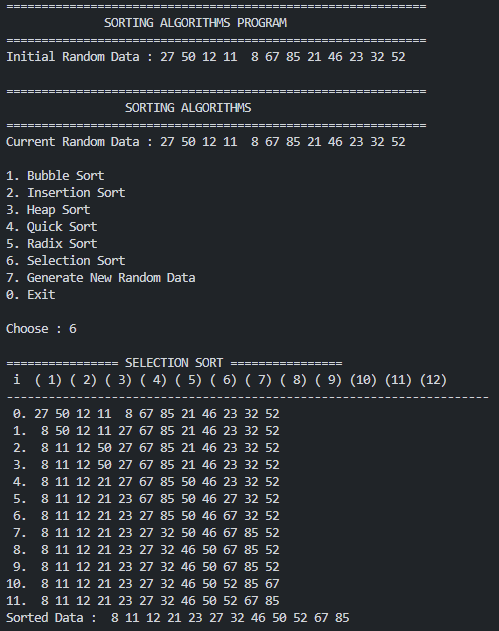 ============================================================
              SORTING ALGORITHMS PROGRAM
============================================================
Initial Random Data : 27 50 12 11  8 67 85 21 46 23 32 52
============================================================
                 SORTING ALGORITHMS
============================================================
Current Random Data : 27 50 12 11  8 67 85 21 46 23 32 52
1. Bubble Sort
2. Insertion Sort
3. Heap Sort
4. Quick Sort
5. Radix Sort
6. Selection Sort
7. Generate New Random Data
0. Exit
Choose : 6
================ SELECTION SORT ================
 i  ( 1) ( 2) ( 3) ( 4) ( 5) ( 6) ( 7) ( 8) ( 9) (10) (11) (12)
---------------------------------------------------------------------
 0. 27 50 12 11  8 67 85 21 46 23 32 52
 1.  8 50 12 11 27 67 85 21 46 23 32 52
 2.  8 11 12 50 27 67 85 21 46 23 32 52
 3.  8 11 12 50 27 67 85 21 46 23 32 52
 4.  8 11 12 21 27 67 85 50 46 23 32 52
 5.  8 11 12 21 23 67 85 50 46 27 32 52
 6.  8 11 12 21 23 27 85 50 46 67 32 52
 7.  8 11 12 21 23 27 32 50 46 67 85 52
 8.  8 11 12 21 23 27 32 46 50 67 85 52
 9.  8 11 12 21 23 27 32 46 50 67 85 52
10.  8 11 12 21 23 27 32 46 50 52 85 67
11.  8 11 12 21 23 27 32 46 50 52 67 85
Sorted Data :  8 11 12 21 23 27 32 46 50 52 67 85